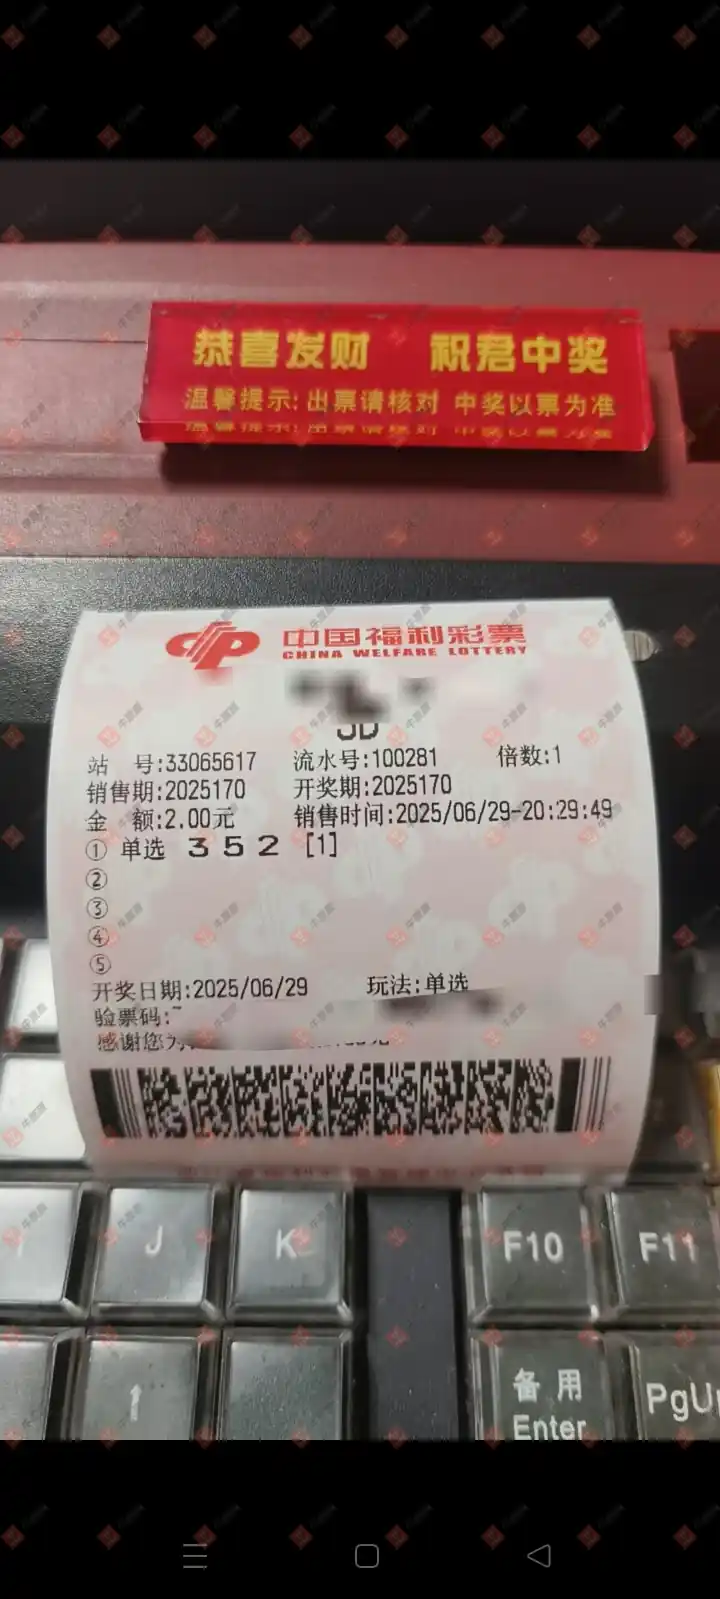 恭喜发财 祝君中奖
温馨提示: 出票请核对 中奖以票为准
中国福利彩票
CHINA WELFARE LOTTERY
3D
站 号:33065617 流水号:100281 倍数:1
销售期:2025170 开奖期:2025170
金 额:2.00元 销售时间:2025/06/29-20:29:49
① 单选 3 5 2 [1]
②
③
④
⑤
开奖日期:2025/06/29 玩法:单选
验票码:
感谢您为
J K F10 F11
1 备用 PgUp
Enter